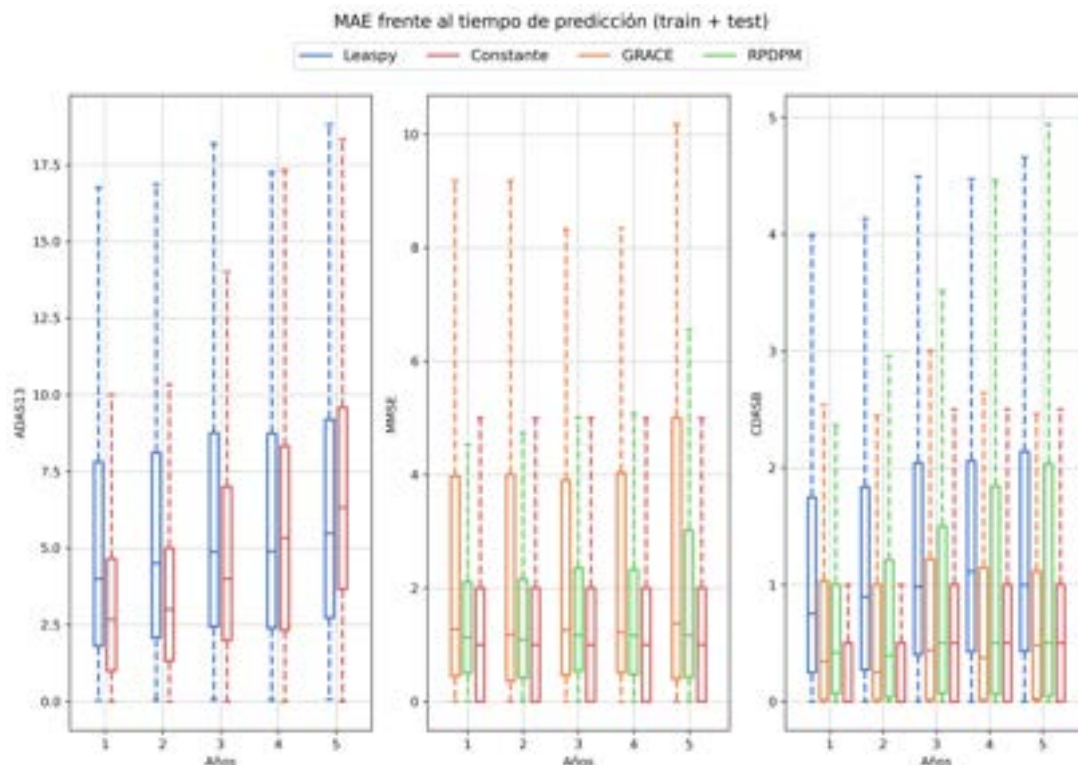 MAE frente al tiempo de predicción (train + test)
Leaspy Constante GRACE RPDPM
ADAS13
17.5
15.0
12.5
10.0
7.5
5.0
2.5
0.0
1 2 3 4 5
Años
MMSE
10
8
6
4
2
0
1 2 3 4 5
Años
CDRSB
5
4
3
2
1
0
1 2 3 4 5
Años